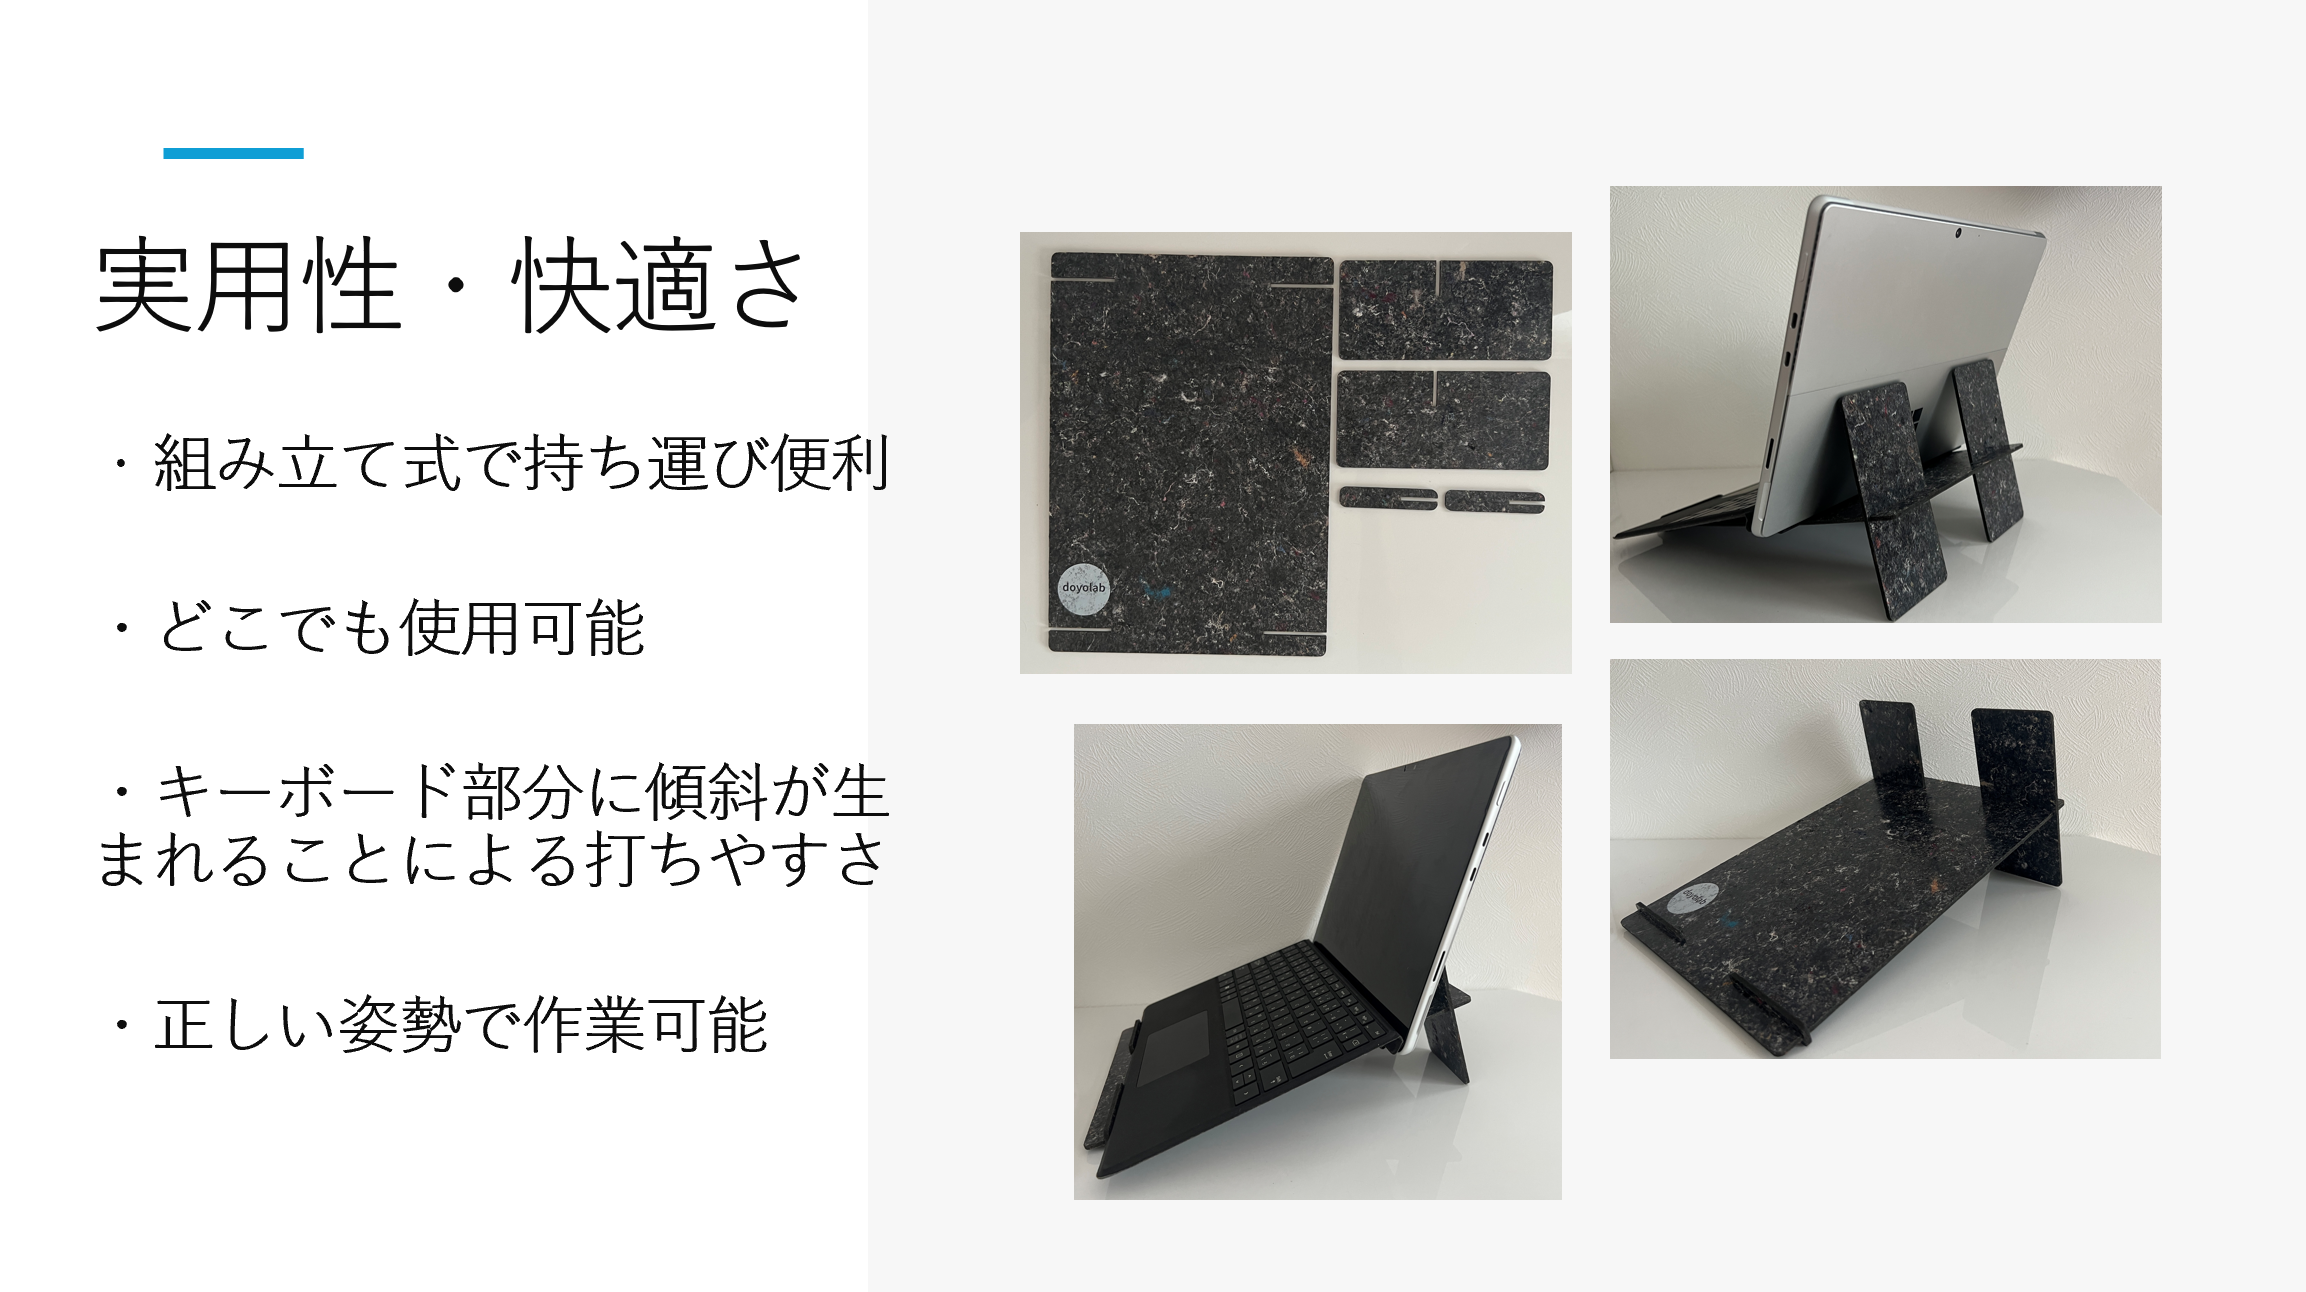 実用性・快適さ
・組み立て式で持ち運び便利
・どこでも使用可能
・キーボード部分に傾斜が生
まれることによる打ちやすさ
・正しい姿勢で作業可能
doyolab
doyolab